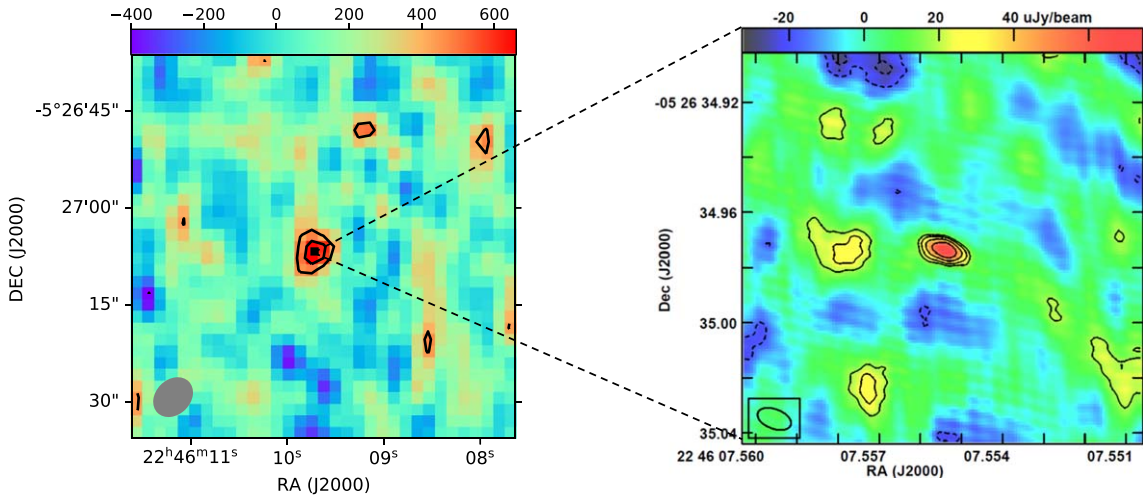 −400 −200 0 200 400 600
-5°26'45"
27'00"
15"
30"
DEC (J2000)
22ʰ46ᵐ11ˢ 10ˢ 09ˢ 08ˢ
RA (J2000)
-20 0 20 40 uJy/beam
-05 26 34.92
34.96
35.00
35.04
Dec (J2000)
22 46 07.560 07.557 07.554 07.551
RA (J2000)